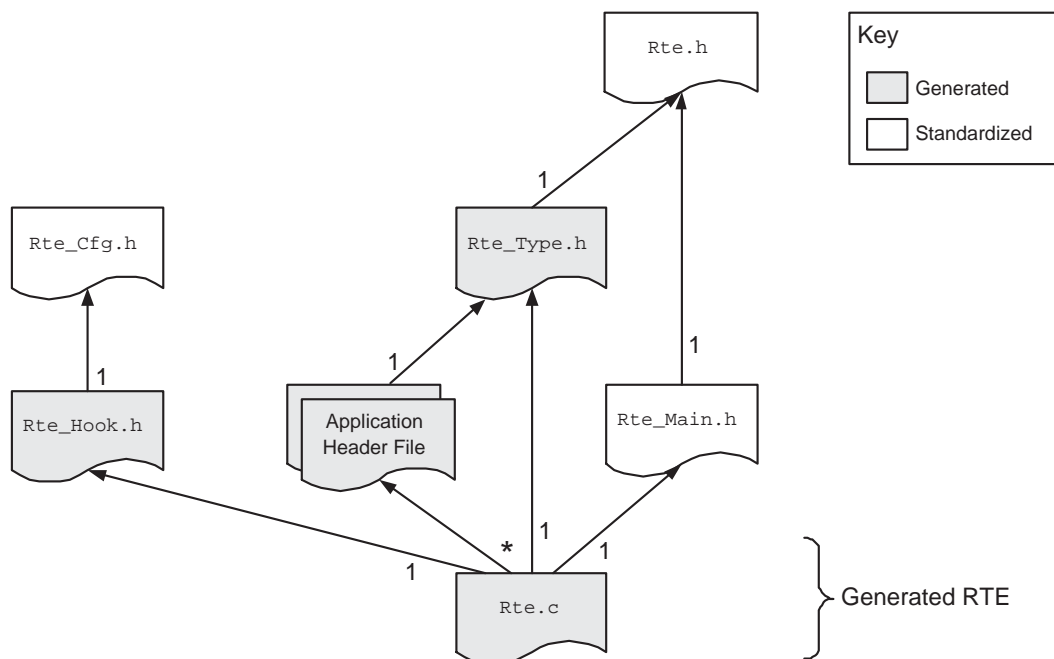 Rte.h
Key
Generated
Standardized
1
Rte_Cfg.h
Rte_Type.h
1
1
1
Rte_Hook.h
Application
Header File
Rte_Main.h
*
1
1
1
Rte.c
Generated RTE